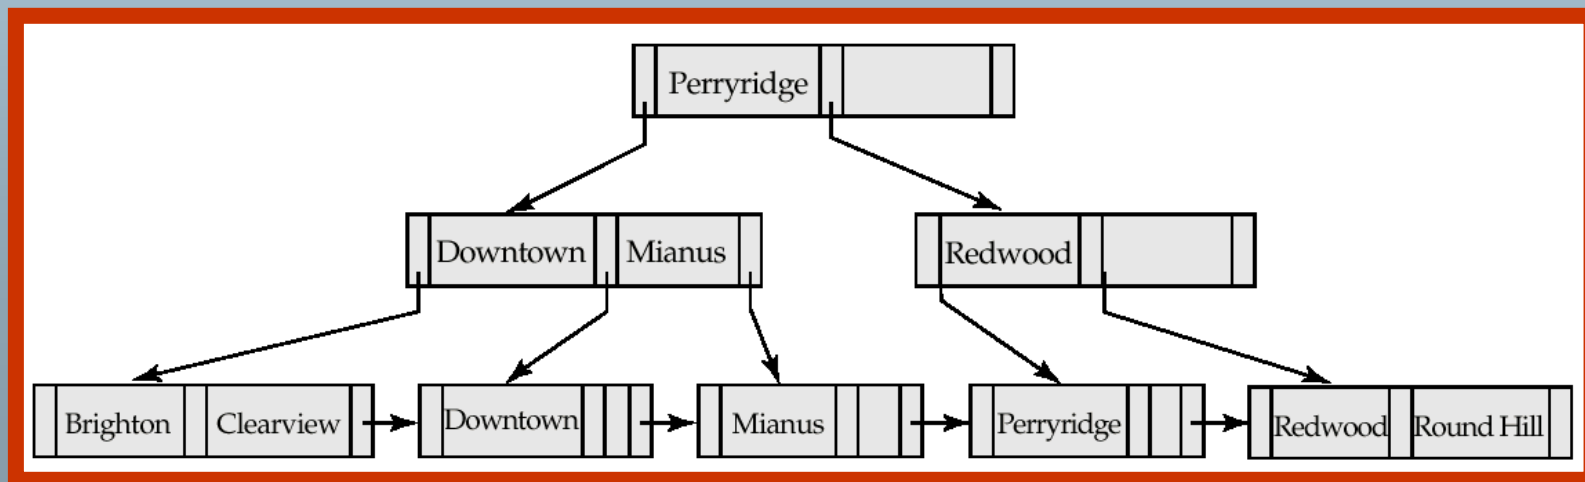 Perryridge
Downtown Mianus
Redwood
Brighton Clearview
Downtown
Mianus
Perryridge
Redwood Round Hill